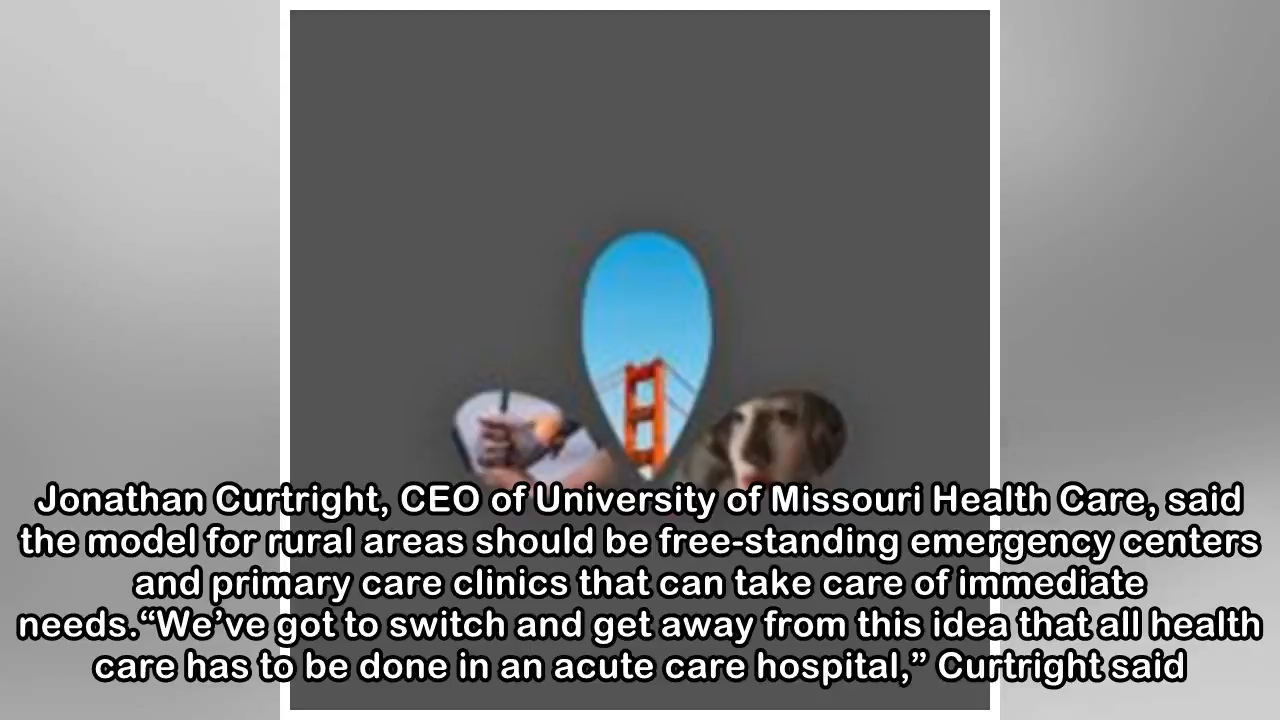 Jonathan Curtright, CEO of University of Missouri Health Care, said
the model for rural areas should be free-standing emergency centers
and primary care clinics that can take care of immediate
needs.“We’ve got to switch and get away from this idea that all health
care has to be done in an acute care hospital,” Curtright said